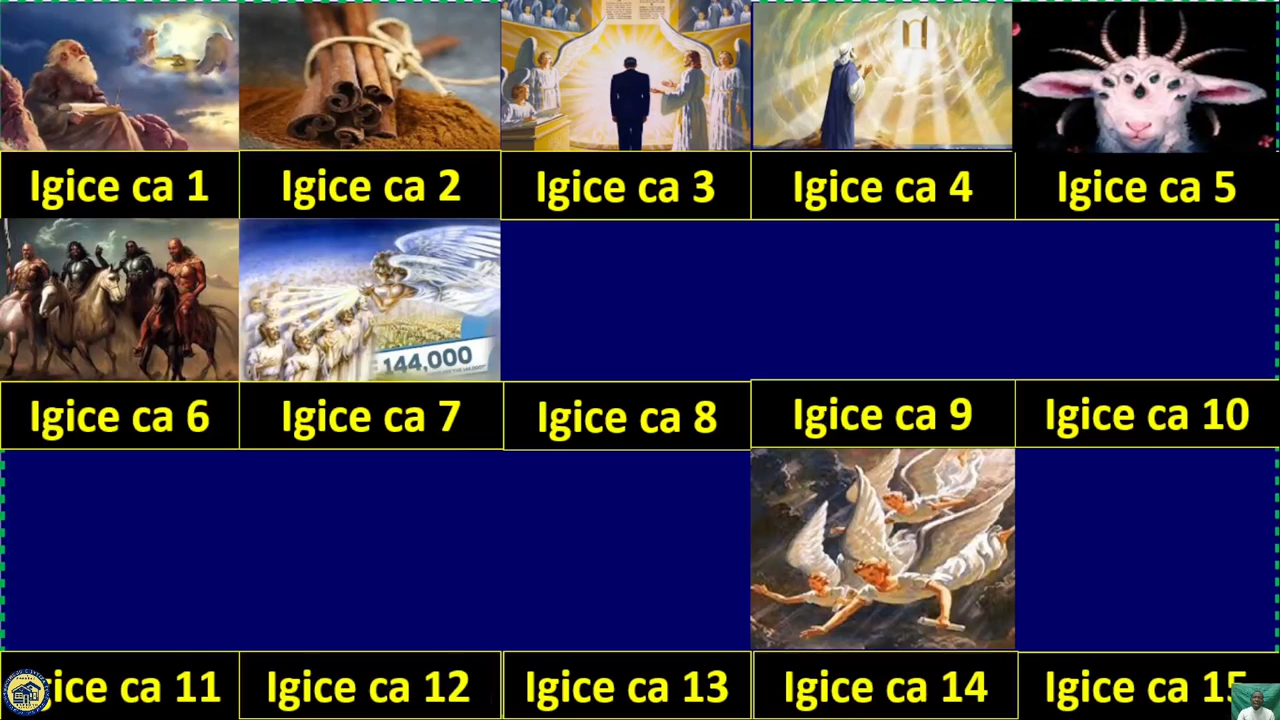 Igice ca 1
Igice ca 2
Igice ca 3
Igice ca 4
Igice ca 5
144,000
Igice ca 6
Igice ca 7
Igice ca 8
Igice ca 9
Igice ca 10
ice ca 11
Igice ca 12
Igice ca 13
Igice ca 14
Igice ca 15